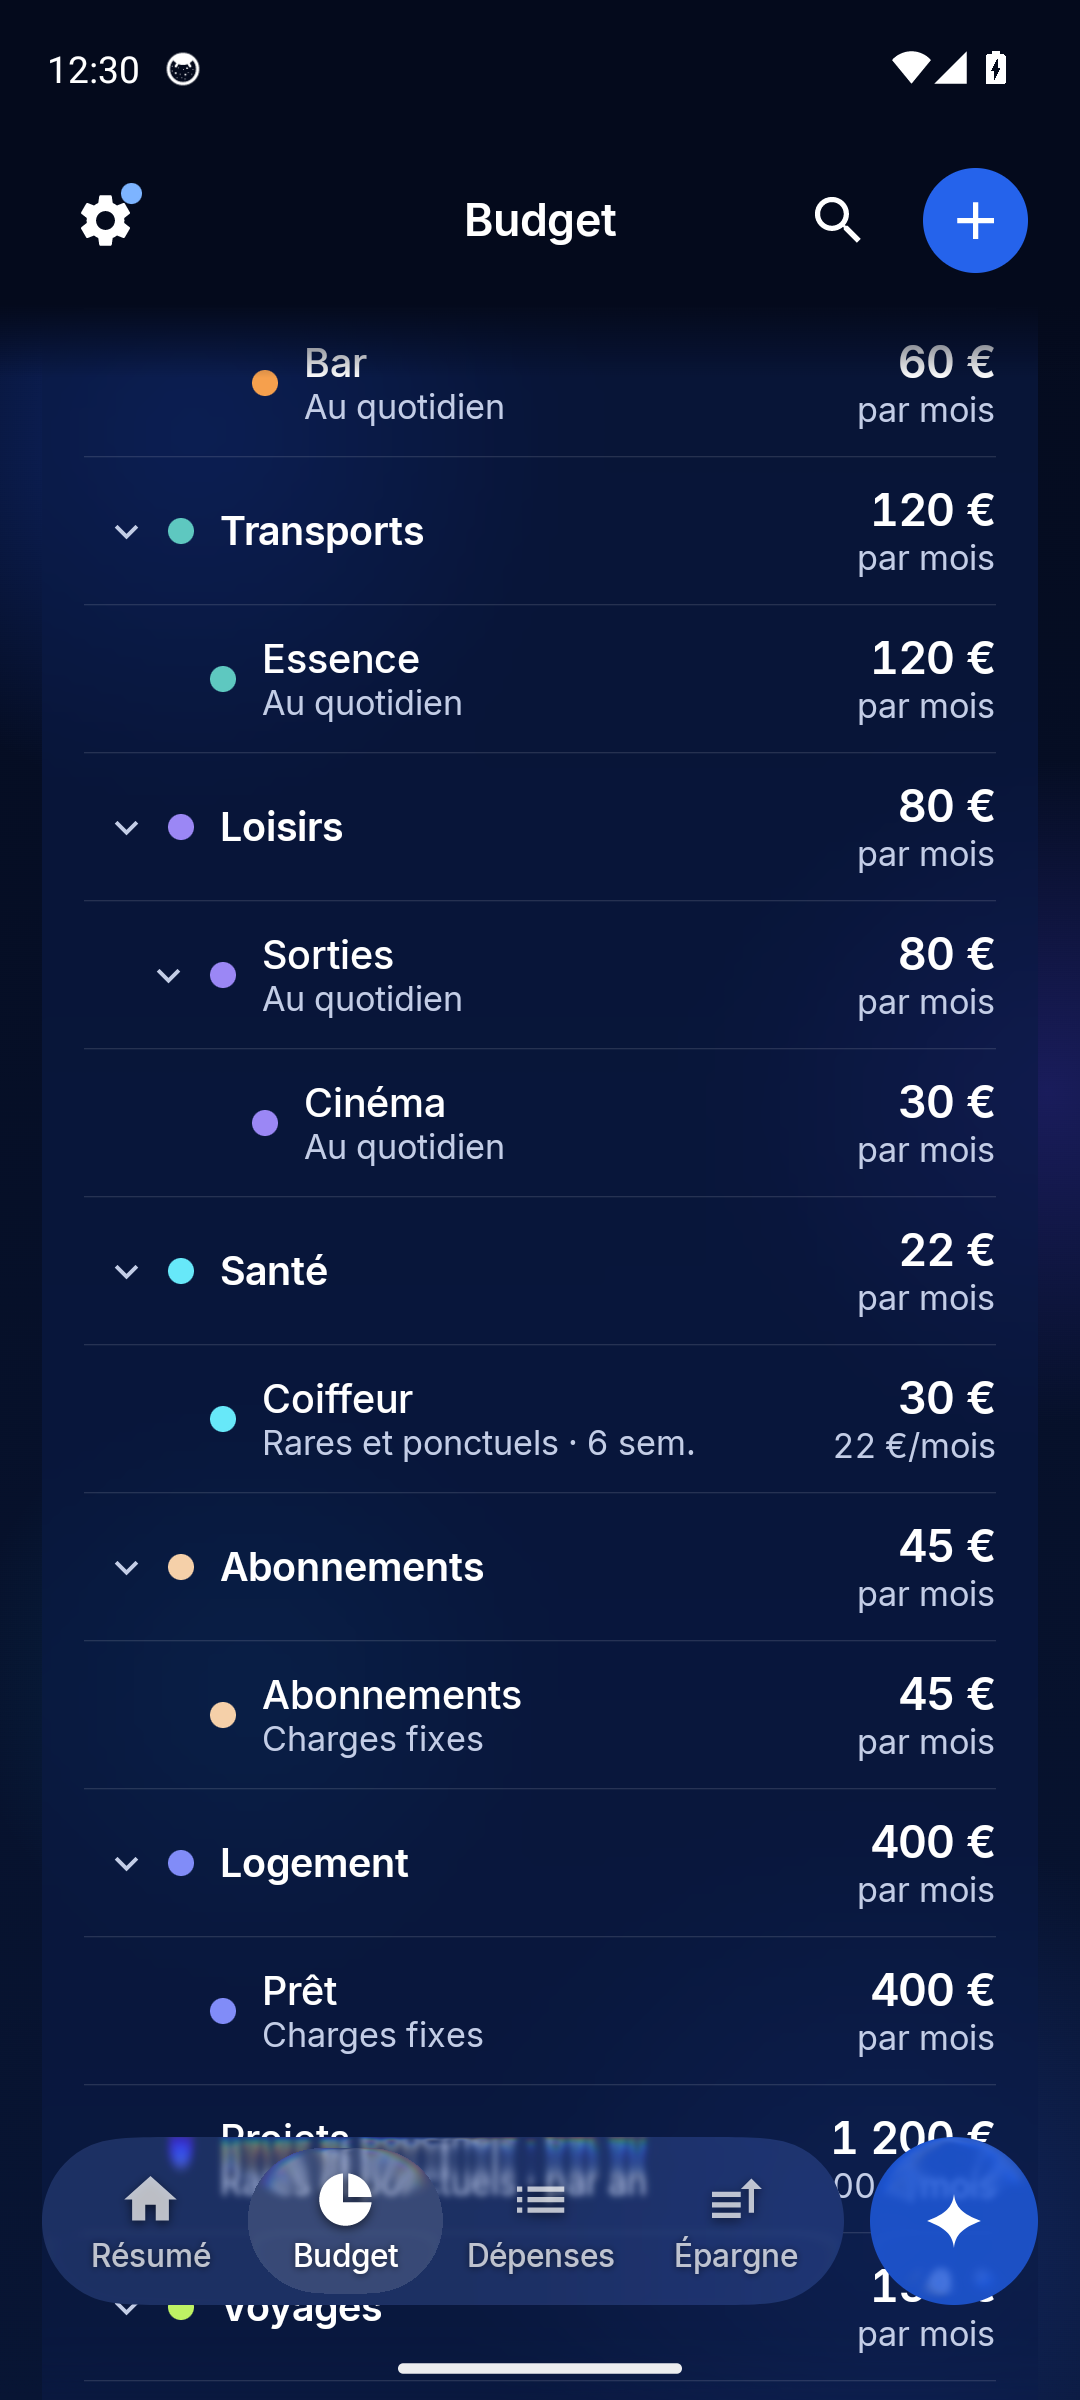 12:30
Budget
Bar
60 €
Au quotidien
par mois
Transports
120 €
par mois
Essence
120 €
Au quotidien
par mois
Loisirs
80 €
par mois
Sorties
80 €
Au quotidien
par mois
Cinéma
30 €
Au quotidien
par mois
Santé
22 €
par mois
Coiffeur
30 €
Rares et ponctuels · 6 sem.
22 €/mois
Abonnements
45 €
par mois
Abonnements
45 €
Charges fixes
par mois
Logement
400 €
par mois
Prêt
400 €
Charges fixes
par mois
Projets
1 200 €
Résumé
Budget
Dépenses
Épargne
Voyages
par mois